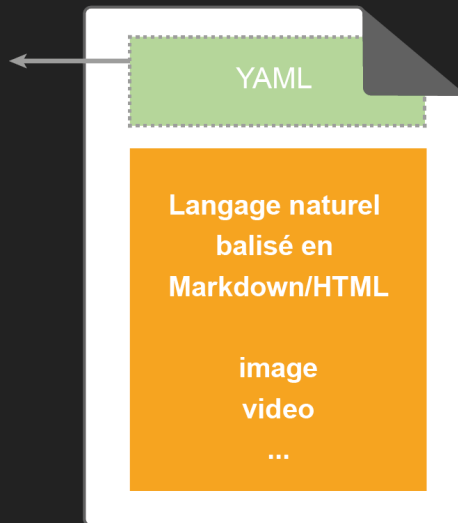 YAML
Langage naturel
balisé en
Markdown/HTML
image
video
...